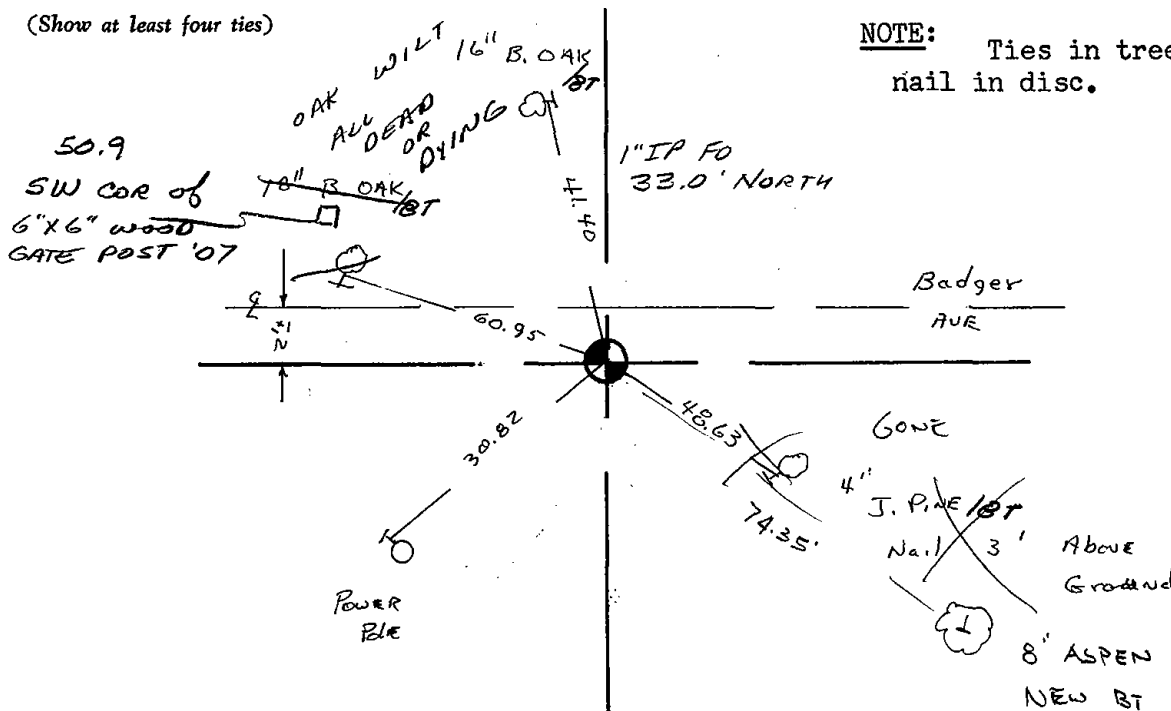 (Show at least four ties)
NOTE:
Ties in tree
nail in disc.
OAK WILT
ALL
DEAD
OR
DYING
16" B. OAK
/BT
50.9
SW COR of
6"X6" WOOD
GATE POST '07
18" B OAK
/BT
1" IP FO
33.0' NORTH
41.40
Badger
AVE
60.95
38.82
48.63
74.35'
GONE
4"
J. PINE /BT
Nail 3' Above
Ground
8" ASPEN
NEW BT
POWER
Pole